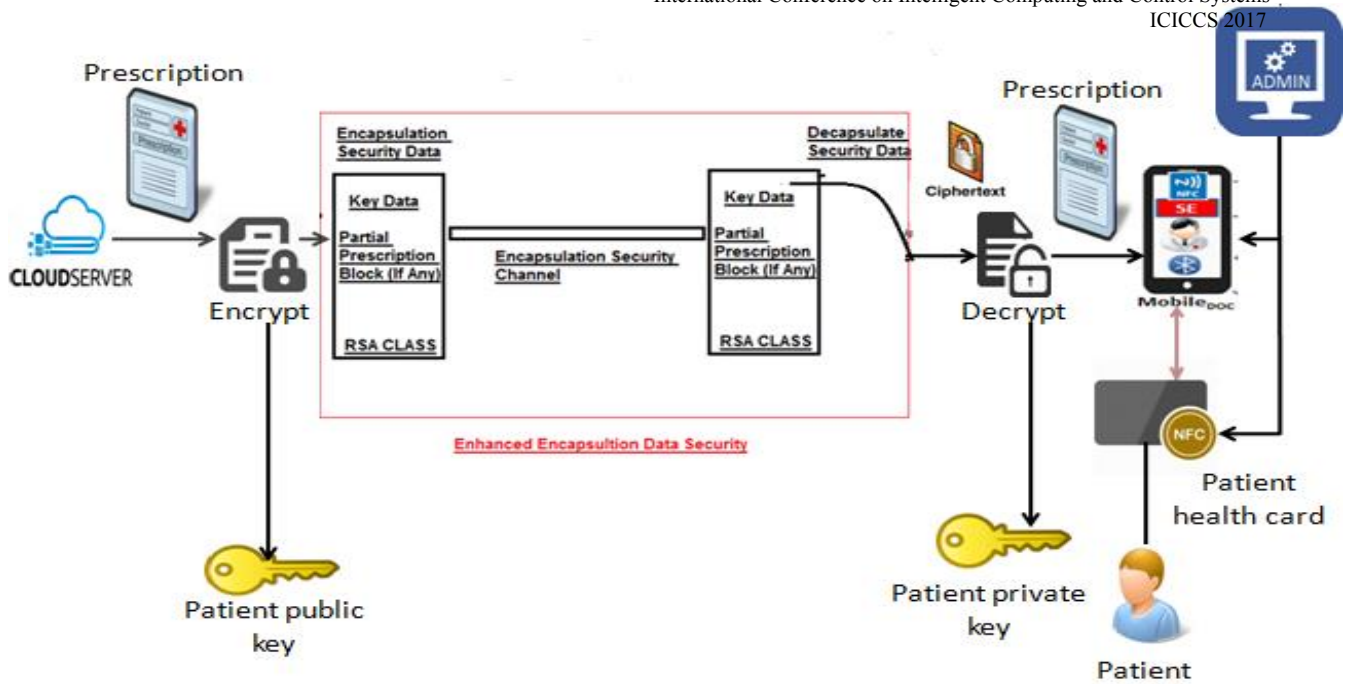 International Conference on Intelligent Computing and Control Systems
ICICCS 2017
Prescription
Prescription
CLOUDSERVER
Encrypt
Encapsulation
Security Data
Key Data
Partial
Prescription
Block (If Any)
RSA CLASS
Encapsulation Security
Channel
Decapsulate
Security Data
Key Data
Partial
Prescription
Block (If Any)
RSA CLASS
Enhanced Encapsultion Data Security
Ciphertext
Decrypt
Prescription
Prescription
ADMIN
NFC
SE
MobileDOC
NFC
Patient
health card
Patient public
key
Patient private
key
Patient